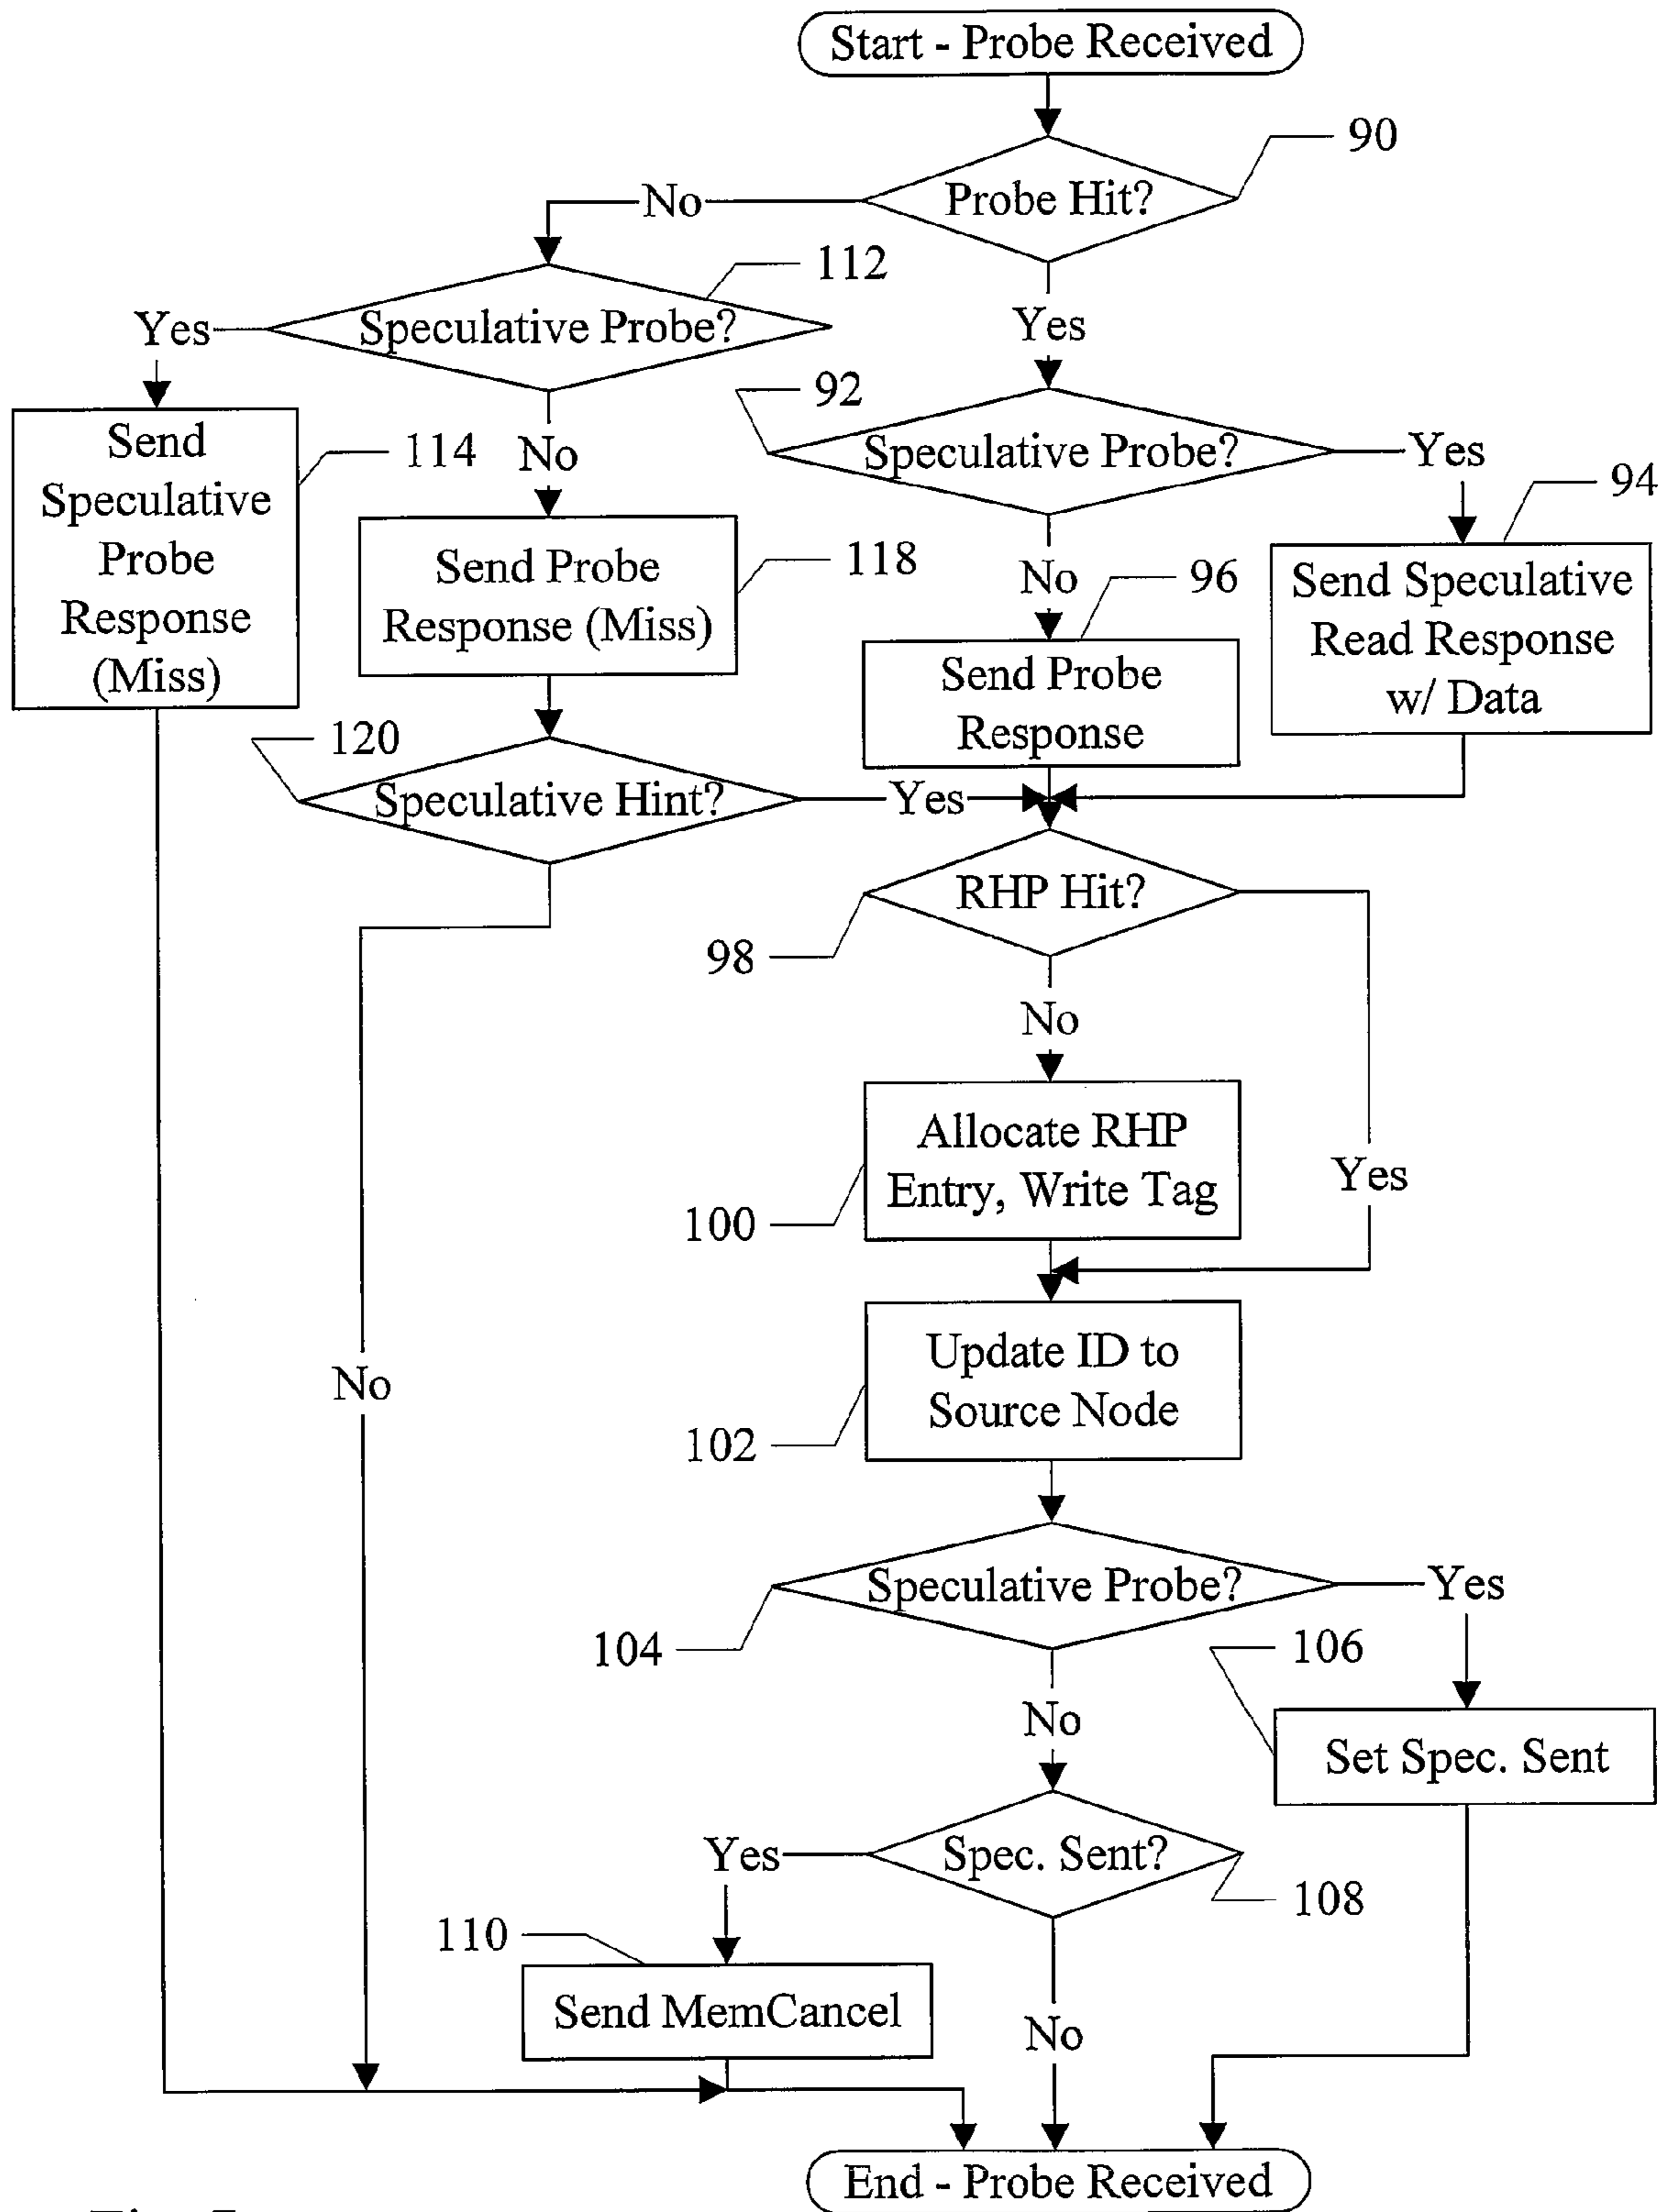 Start - Probe Received
90
Probe Hit?
No
112
Speculative Probe?
Yes
Yes
92
Speculative Probe?
Yes
94
Send
Speculative
Probe
Response
(Miss)
114
No
Send Probe
Response (Miss)
118
No
96
Send Probe
Response
Send Speculative
Read Response
w/ Data
120
Speculative Hint?
Yes
RHP Hit?
98
No
Allocate RHP
Entry, Write Tag
100
Yes
Update ID to
Source Node
102
No
Speculative Probe?
Yes
104
106
No
Set Spec. Sent
Yes
Spec. Sent?
108
110
Send MemCancel
No
End - Probe Received